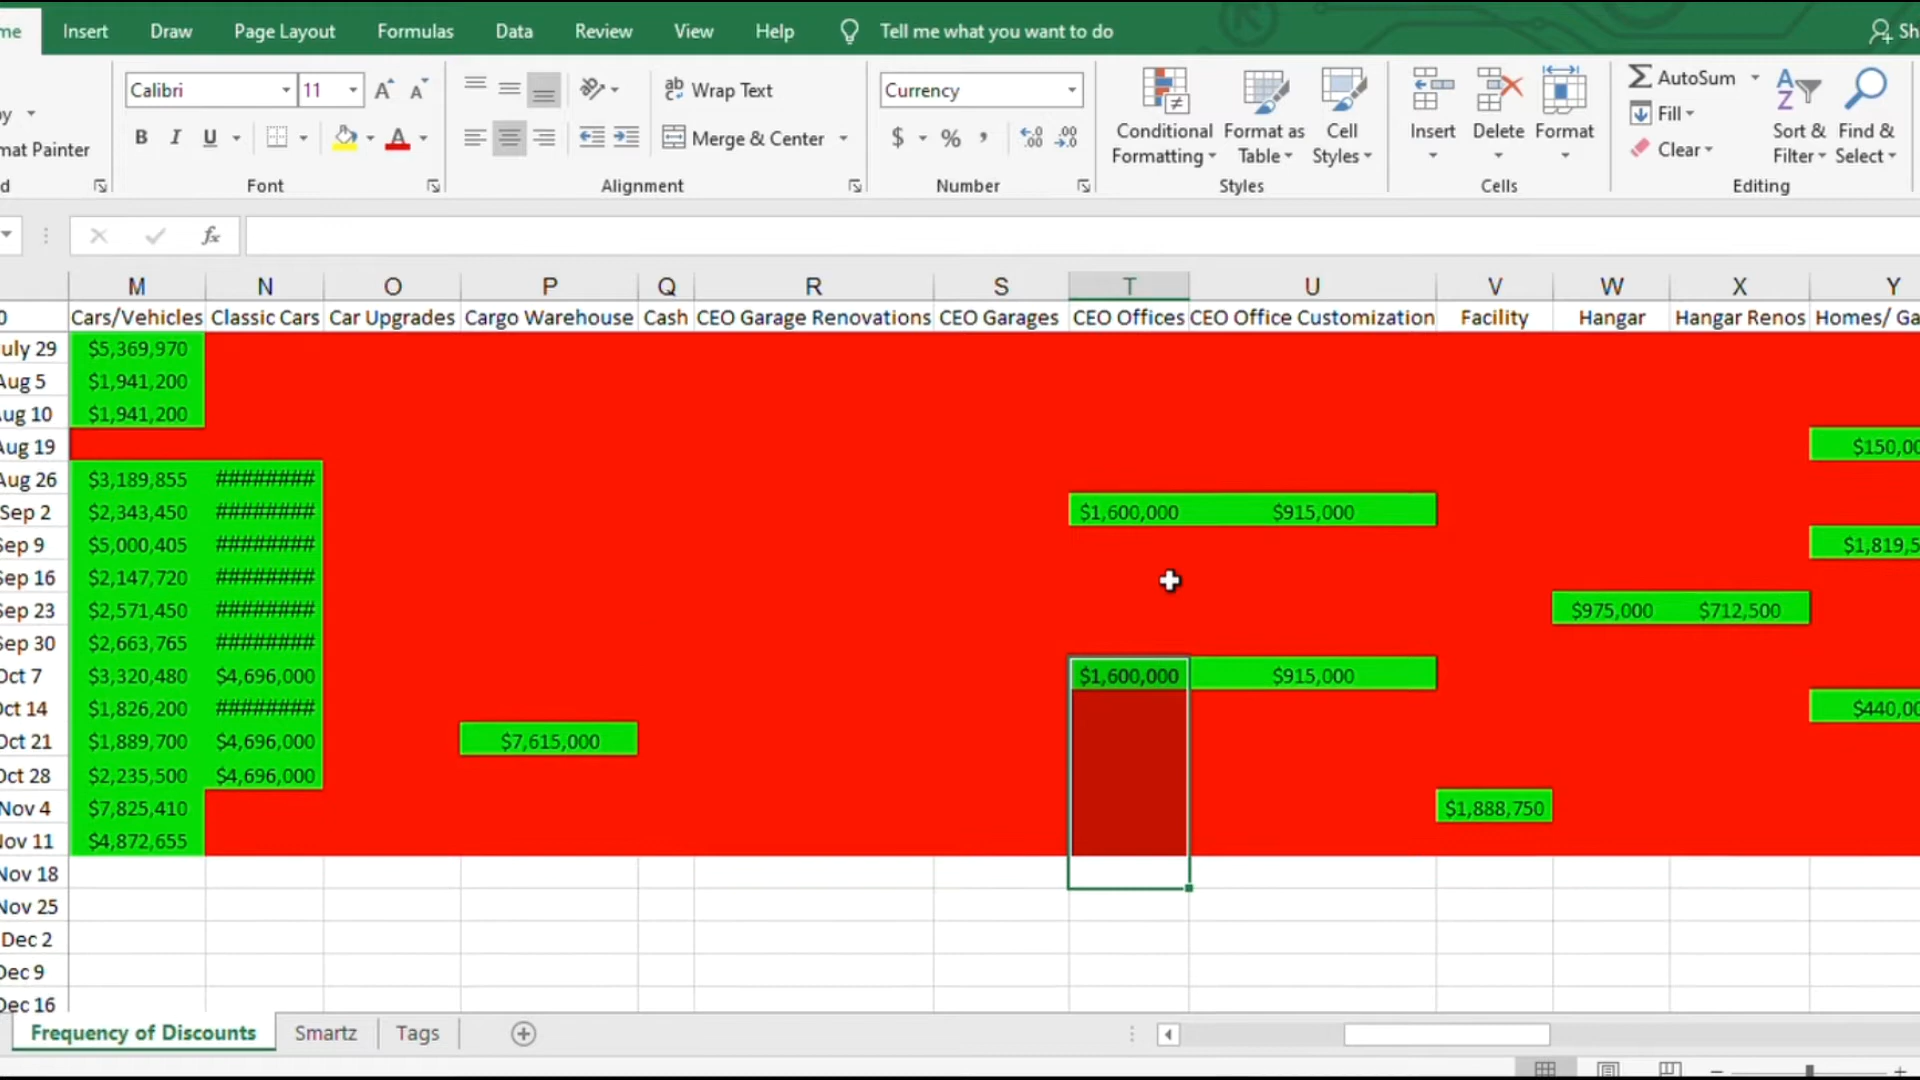 me Insert Draw Page Layout Formulas Data Review View Help Tell me what you want to do Sh
Calibri 11 Wrap Text Currency AutoSum
y Fill
B I U Merge & Center $ % , Conditional Formatting Format as Table Cell Styles Insert Delete Format Sort & Filter Find & Select
mat Painter Clear
d Font Alignment Number Styles Cells Editing
fx
M N O P Q R S T U V W X Y
0 Cars/Vehicles Classic Cars Car Upgrades Cargo Warehouse Cash CEO Garage Renovations CEO Garages CEO Offices CEO Office Customization Facility Hangar Hangar Renos Homes/ Ga
uly 29 $5,369,970
Aug 5 $1,941,200
Aug 10 $1,941,200
Aug 19 $150,00
Aug 26 $3,189,855 ########
Sep 2 $2,343,450 ######## $1,600,000 $915,000
Sep 9 $5,000,405 ######## $1,819,5
Sep 16 $2,147,720 ########
Sep 23 $2,571,450 ######## $975,000 $712,500
Sep 30 $2,663,765 ########
Oct 7 $3,320,480 $4,696,000 $1,600,000 $915,000
Oct 14 $1,826,200 ######## $440,00
Oct 21 $1,889,700 $4,696,000 $7,615,000
Oct 28 $2,235,500 $4,696,000
Nov 4 $7,825,410 $1,888,750
Nov 11 $4,872,655
Nov 18
Nov 25
Dec 2
Dec 9
Dec 16
Frequency of Discounts Smartz Tags